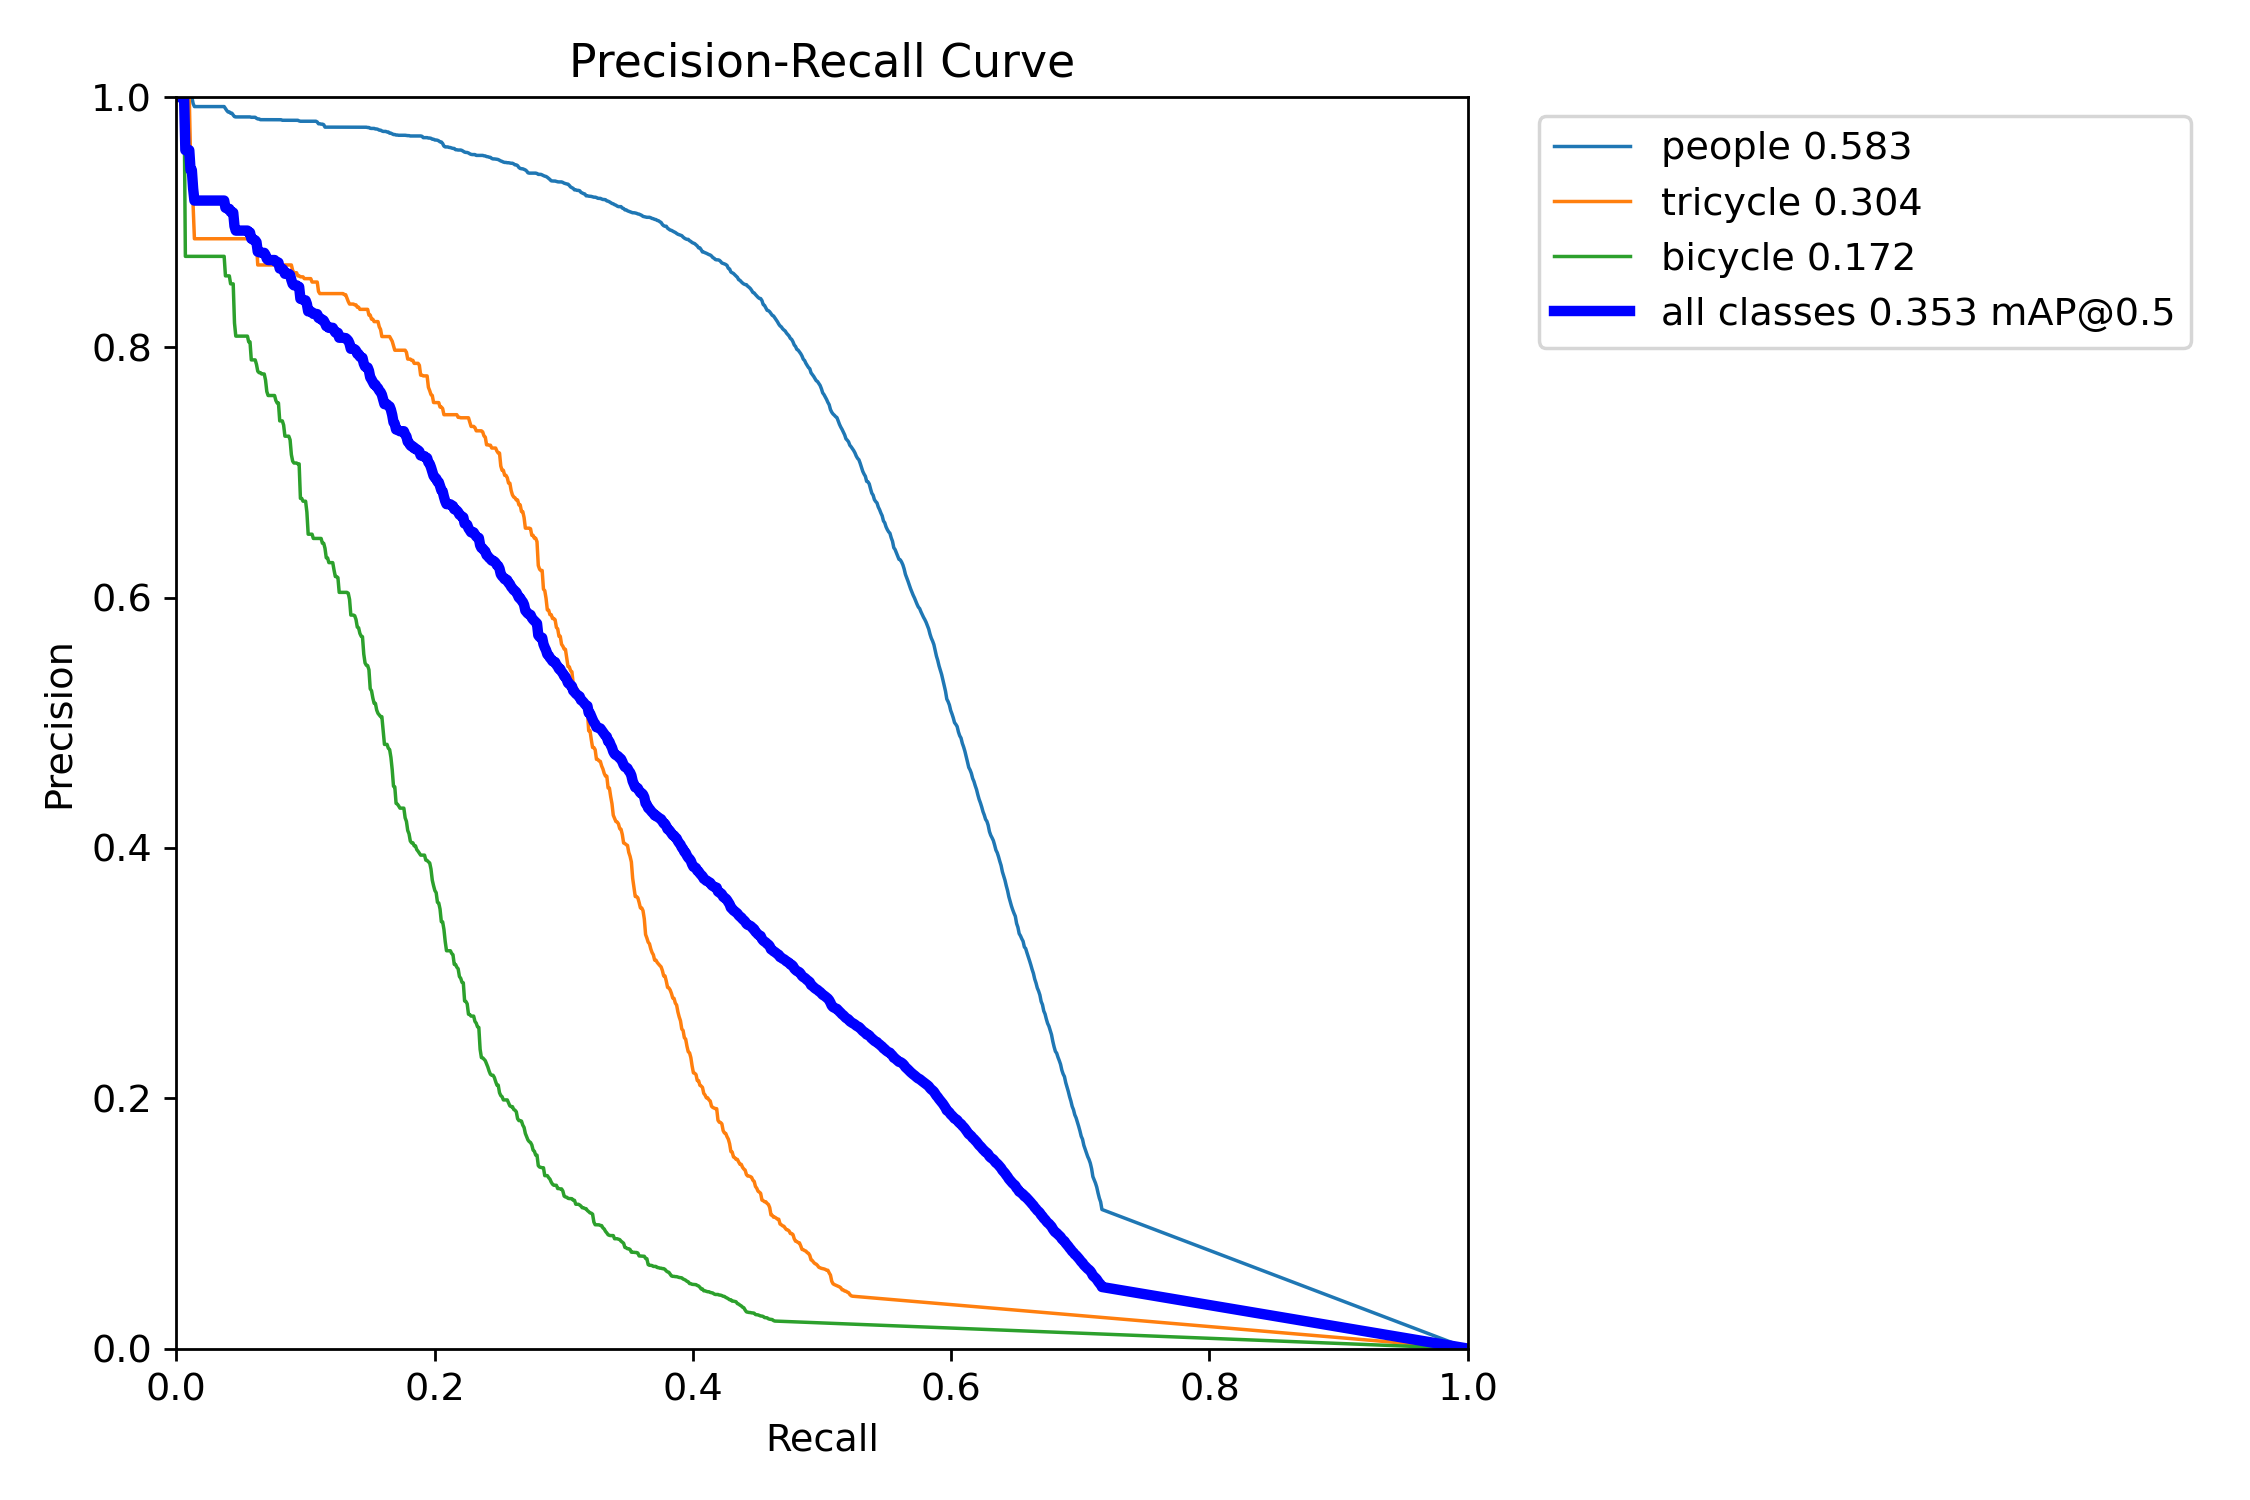 Precision-Recall Curve
people 0.583
tricycle 0.304
bicycle 0.172
all classes 0.353 mAP@0.5
Precision
1.0
0.8
0.6
0.4
0.2
0.0
0.0 0.2 0.4 0.6 0.8 1.0
Recall